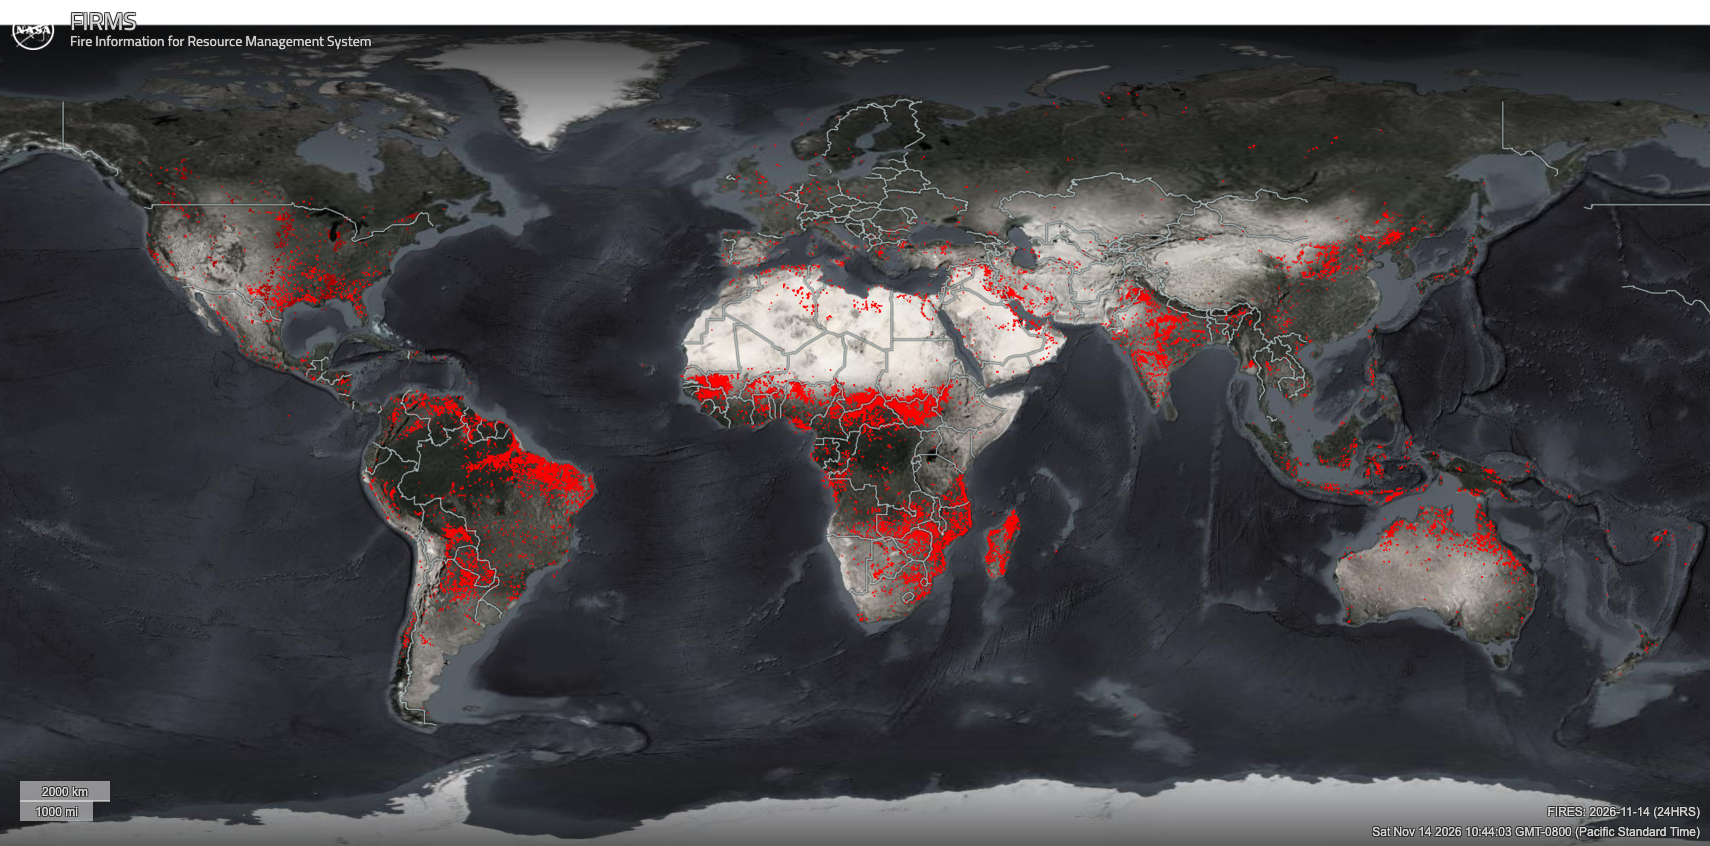 NASA
FIRMS
Fire Information for Resource Management System
2000 km
1000 mi
FIRES: 2026-11-14 (24HRS)
Sat Nov 14 2026 10:44:03 GMT-0800 (Pacific Standard Time)